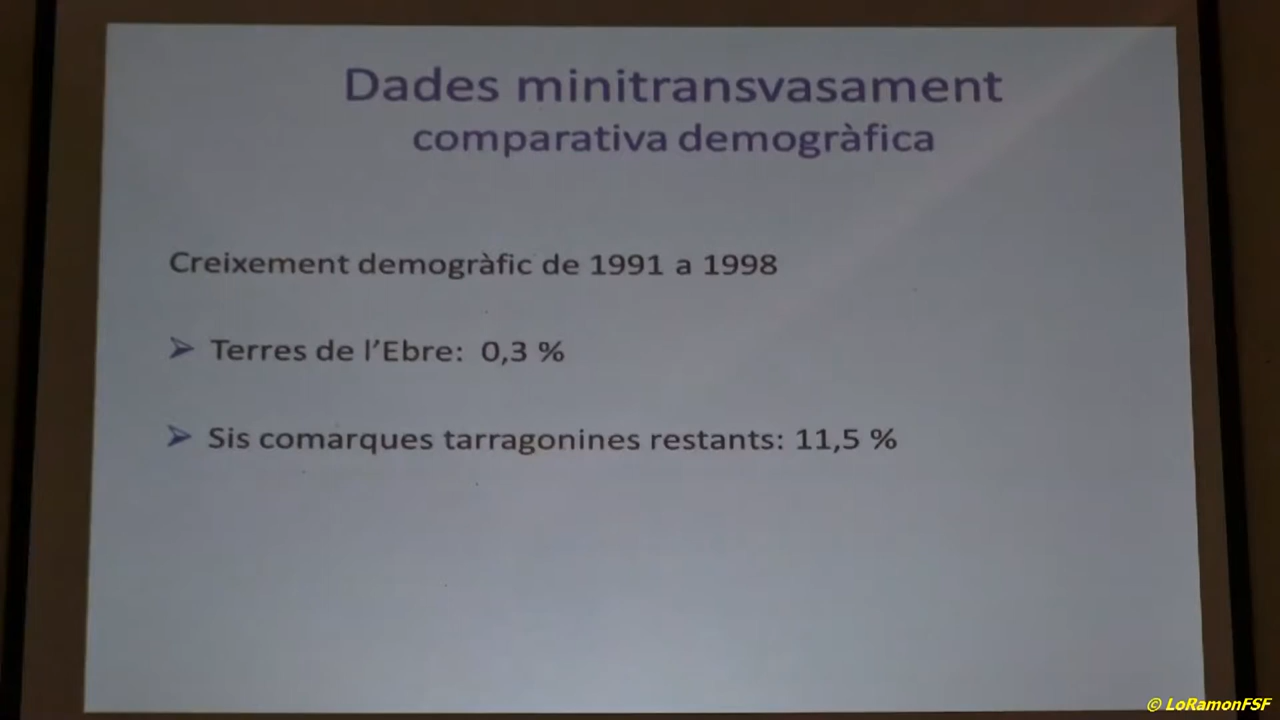 Dades minitransvasament
comparativa demogràfica
Creixement demogràfic de 1991 a 1998
➢ Terres de l’Ebre: 0,3 %
➢ Sis comarques tarragonines restants: 11,5 %
© LoRamonFSF